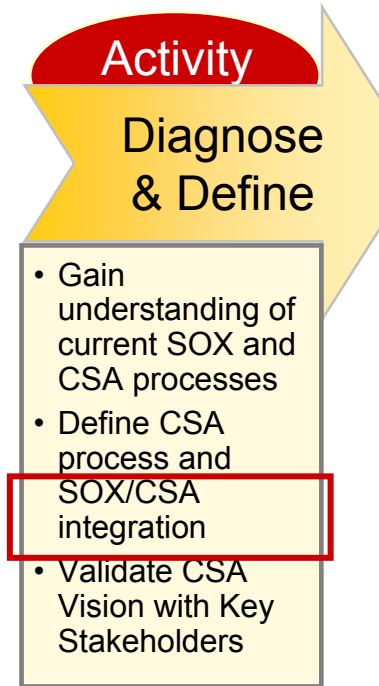 Activity
Diagnose
& Define
• Gain
understanding of
current SOX and
CSA processes
• Define CSA
process and
SOX/CSA
integration
• Validate CSA
Vision with Key
Stakeholders